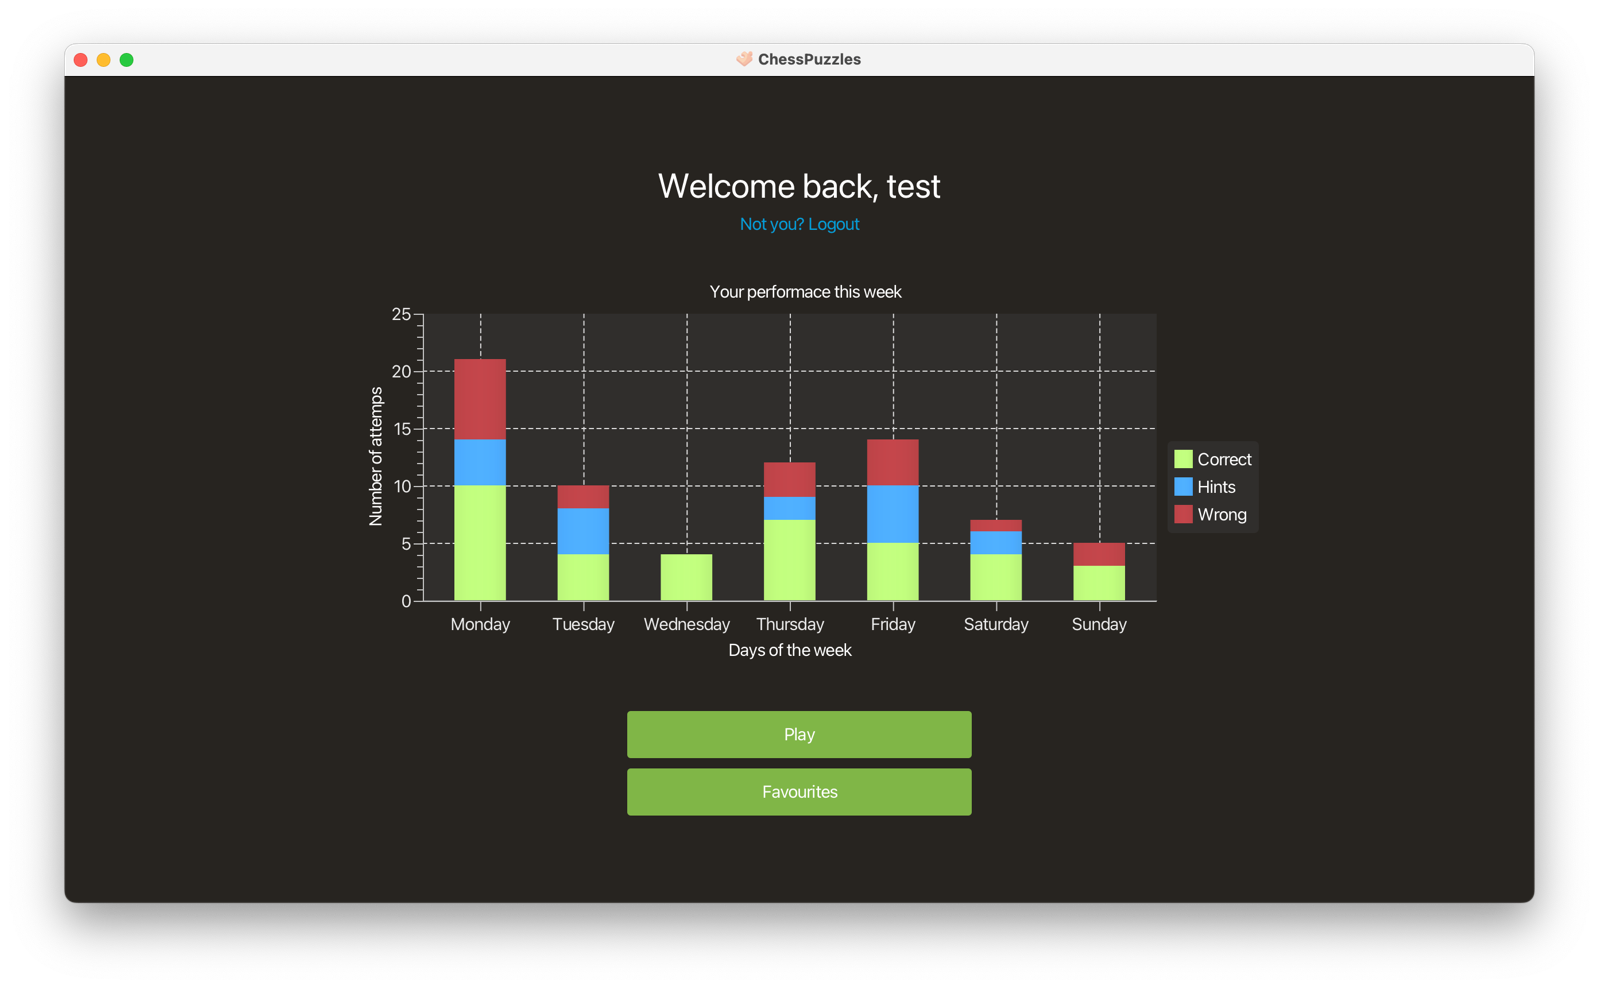 ChessPuzzles
Welcome back, test
Not you? Logout
Your performace this week
Number of attemps
25
20
15
10
5
0
Monday Tuesday Wednesday Thursday Friday Saturday Sunday
Days of the week
Correct
Hints
Wrong
Play
Favourites